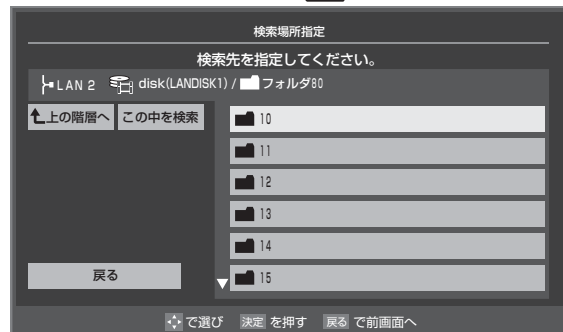 検索場所指定
検索先を指定してください。
LAN 2 disk(LANDISK1) / フォルダ80
上の階層へ この中を検索
10
11
12
13
14
15
戻る
で選び 決定 を押す 戻る で前画面へ